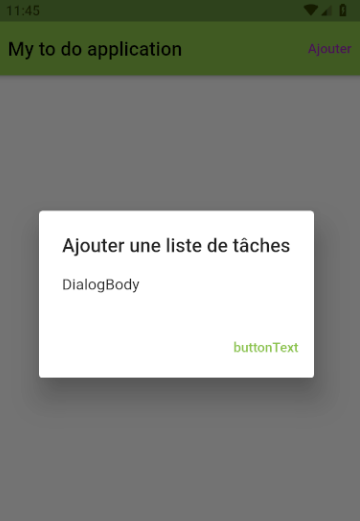 11:45
My to do application
Ajouter
Ajouter une liste de tâches
DialogBody
buttonText